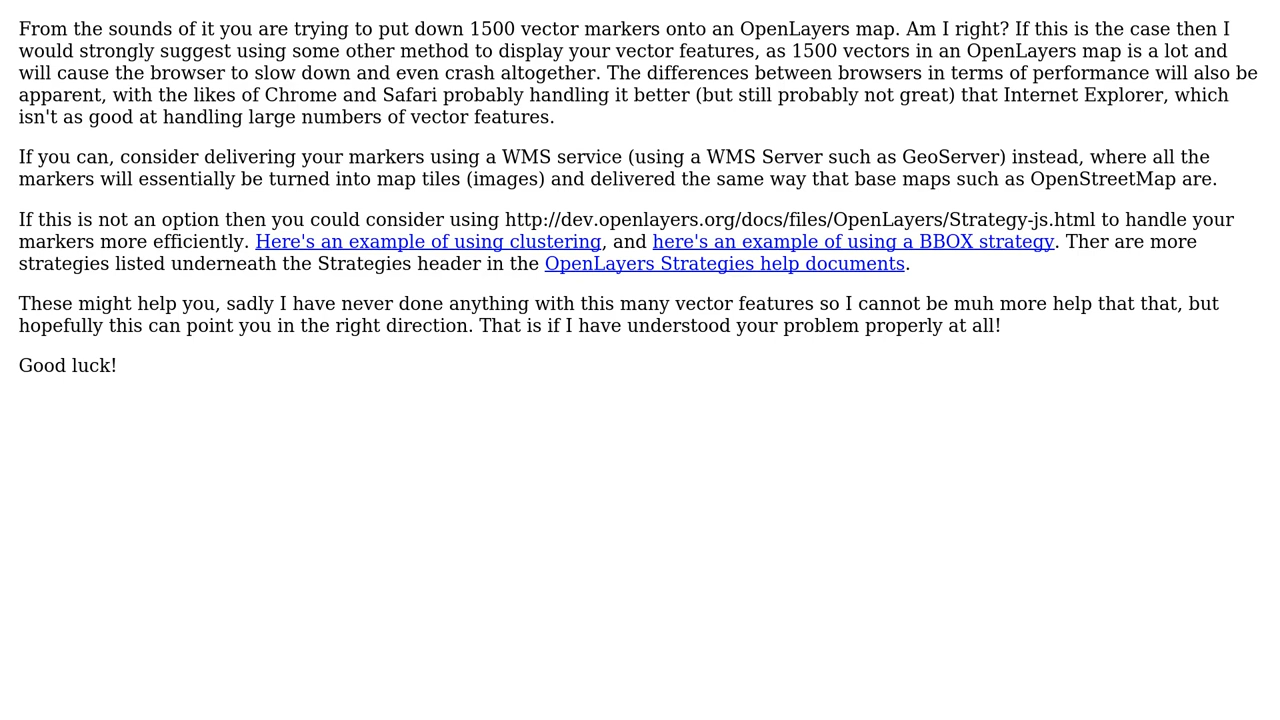 From the sounds of it you are trying to put down 1500 vector markers onto an OpenLayers map. Am I right? If this is the case then I
would strongly suggest using some other method to display your vector features, as 1500 vectors in an OpenLayers map is a lot and
will cause the browser to slow down and even crash altogether. The differences between browsers in terms of performance will also be
apparent, with the likes of Chrome and Safari probably handling it better (but still probably not great) that Internet Explorer, which
isn't as good at handling large numbers of vector features.
If you can, consider delivering your markers using a WMS service (using a WMS Server such as GeoServer) instead, where all the
markers will essentially be turned into map tiles (images) and delivered the same way that base maps such as OpenStreetMap are.
If this is not an option then you could consider using http://dev.openlayers.org/docs/files/OpenLayers/Strategy-js.html to handle your
markers more efficiently. Here's an example of using clustering, and here's an example of using a BBOX strategy. Ther are more
strategies listed underneath the Strategies header in the OpenLayers Strategies help documents.
These might help you, sadly I have never done anything with this many vector features so I cannot be muh more help that that, but
hopefully this can point you in the right direction. That is if I have understood your problem properly at all!
Good luck!